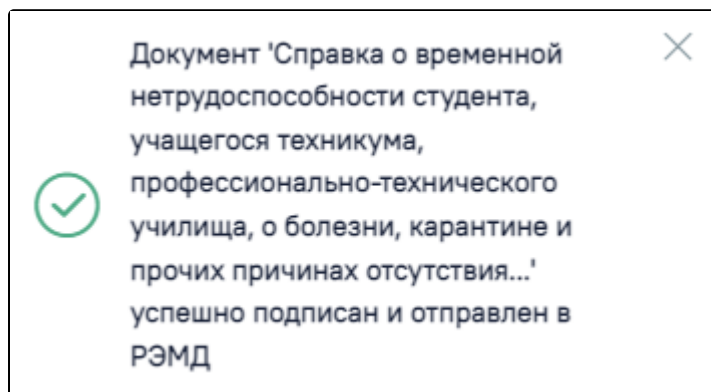 Документ 'Справка о временной
нетрудоспособности студента,
учащегося техникума,
профессионально-технического
училища, о болезни, карантине и
прочих причинах отсутствия...'
успешно подписан и отправлен в
РЭМД